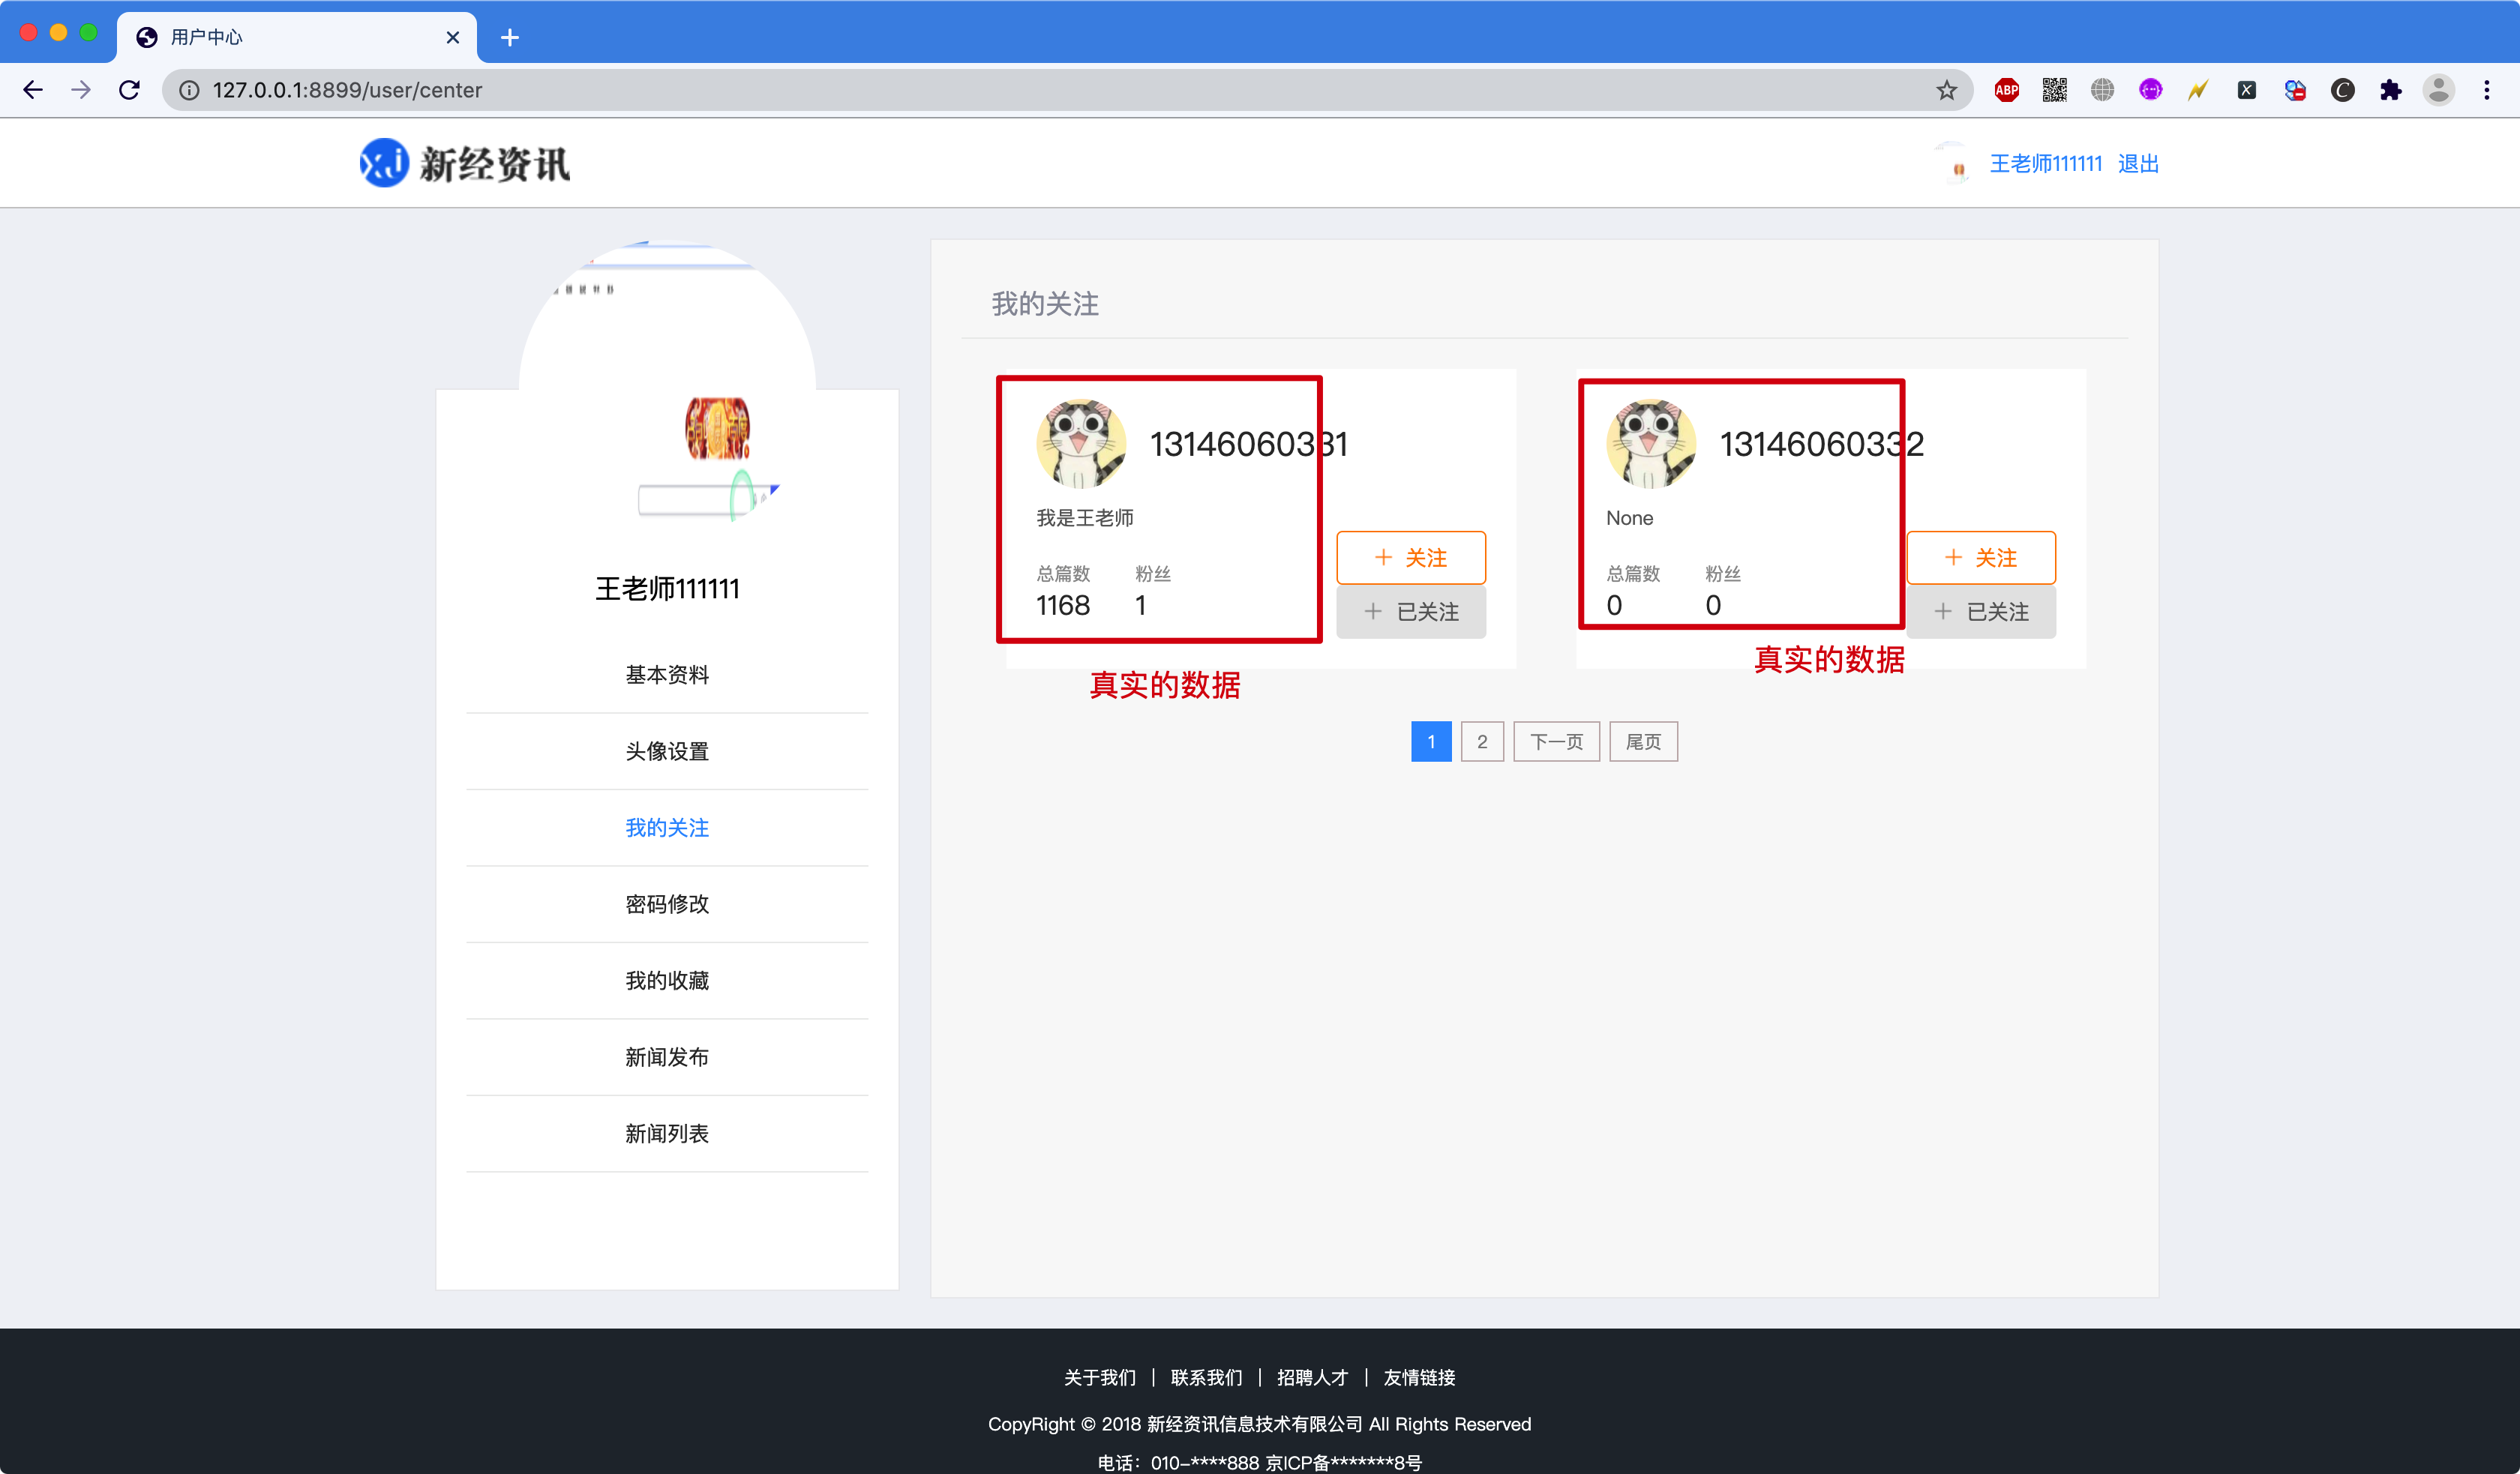 用户中心
127.0.0.1:8899/user/center
ABP
xj 新经资讯
王老师111111 退出
王老师111111
基本资料
头像设置
我的关注
密码修改
我的收藏
新闻发布
新闻列表
我的关注
13146060331
我是王老师
总篇数 粉丝
1168 1
+ 关注
+ 已关注
真实的数据
13146060332
None
总篇数 粉丝
0 0
+ 关注
+ 已关注
真实的数据
1 2 下一页 尾页
关于我们 | 联系我们 | 招聘人才 | 友情链接
CopyRight © 2018 新经资讯信息技术有限公司 All Rights Reserved
电话：010-****888 京ICP备*******8号